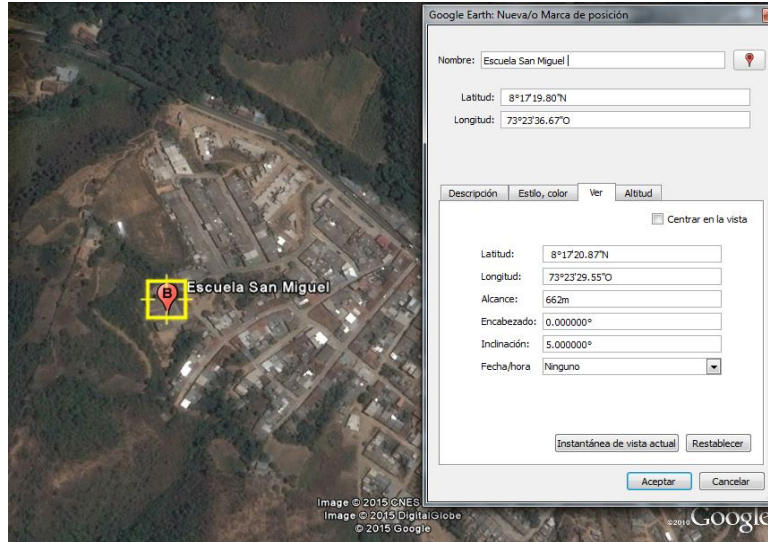 Google Earth: Nueva/o Marca de posición
Nombre: Escuela San Miguel
Latitud: 8°17'19.80"N
Longitud: 73°23'36.67"O
Descripción Estilo, color Ver Altitud
Centrar en la vista
Latitud: 8°17'20.87"N
Longitud: 73°23'29.55"O
Alcance: 662m
Encabezado: 0.000000°
Inclinación: 5.000000°
Fecha/hora Ninguno
Instantánea de vista actual Restablecer
Aceptar Cancelar
B
Escuela San Miguel
Image © 2015 CNES
Image © 2015 DigitalGlobe
© 2015 Google
©2010 Google